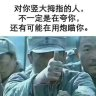 对你竖大拇指的人，
不一定是在夸你，
还有可能在用炮瞄你。